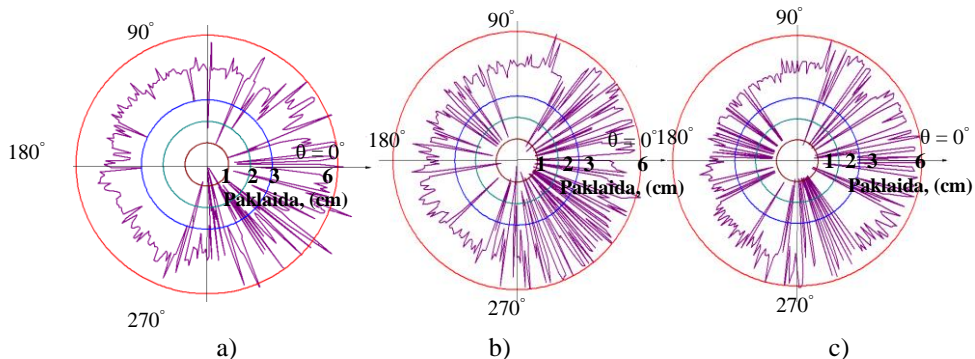 90°
180°
θ = 0°
1 2 3 6
Paklaida, (cm)
270°
a)
90°
180°
θ = 0°
1 2 3 6
Paklaida, (cm)
270°
b)
90°
180°
θ = 0°
1 2 3 6
Paklaida, (cm)
270°
c)